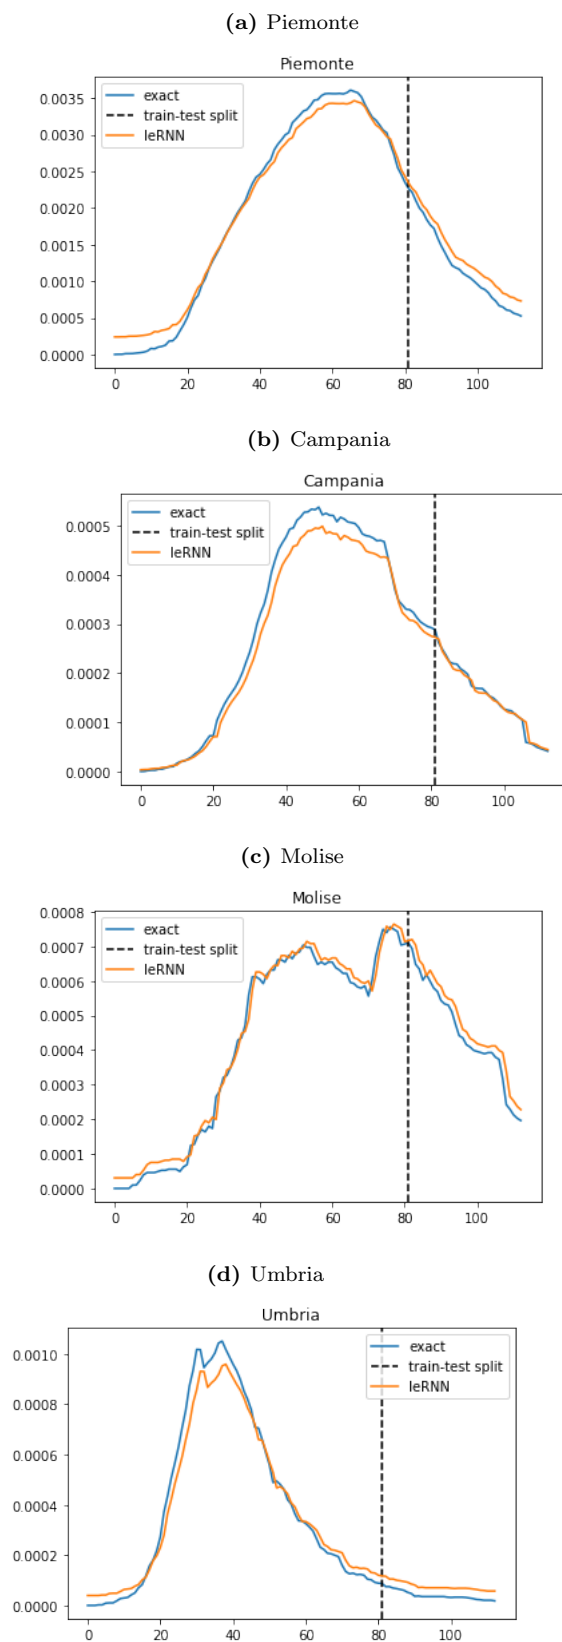 (a) Piemonte
Piemonte
exact
train-test split
leRNN
0.0035
0.0030
0.0025
0.0020
0.0015
0.0010
0.0005
0.0000
0 20 40 60 80 100
(b) Campania
Campania
exact
train-test split
leRNN
0.0005
0.0004
0.0003
0.0002
0.0001
0.0000
0 20 40 60 80 100
(c) Molise
Molise
exact
train-test split
leRNN
0.0008
0.0007
0.0006
0.0005
0.0004
0.0003
0.0002
0.0001
0.0000
0 20 40 60 80 100
(d) Umbria
Umbria
exact
train-test split
leRNN
0.0010
0.0008
0.0006
0.0004
0.0002
0.0000
0 20 40 60 80 100